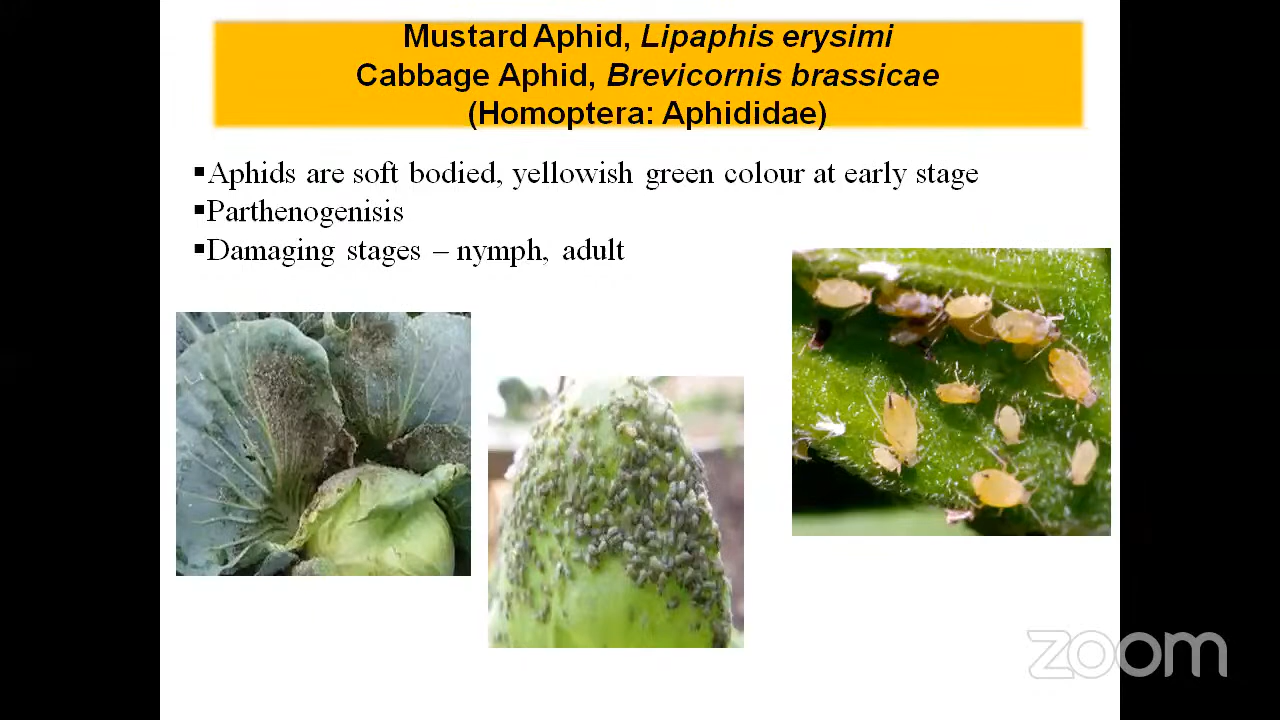 Mustard Aphid, Lipaphis erysimi
Cabbage Aphid, Brevicornis brassicae
(Homoptera: Aphididae)
▪Aphids are soft bodied, yellowish green colour at early stage
▪Parthenogenisis
▪Damaging stages – nymph, adult
zoom